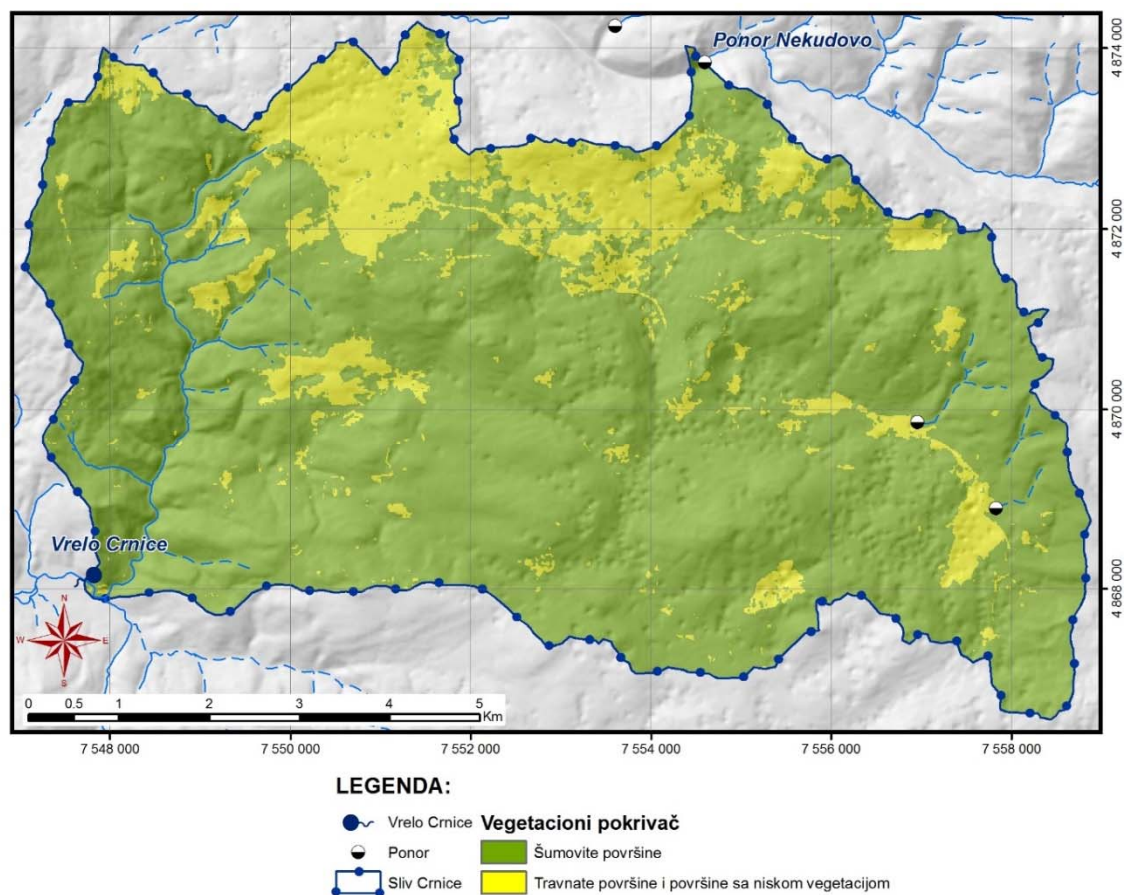 Ponor Nekudovo
4 874 000
4 872 000
4 870 000
4 868 000
Vrelo Crnice
N
W E
S
0 0.5 1 2 3 4 5
Km
7 548 000 7 550 000 7 552 000 7 554 000 7 556 000 7 558 000
LEGENDA:
Vrelo Crnice Vegetacioni pokrivač
Ponor Šumovite površine
Sliv Crnice Travnate površine i površine sa niskom vegetacijom